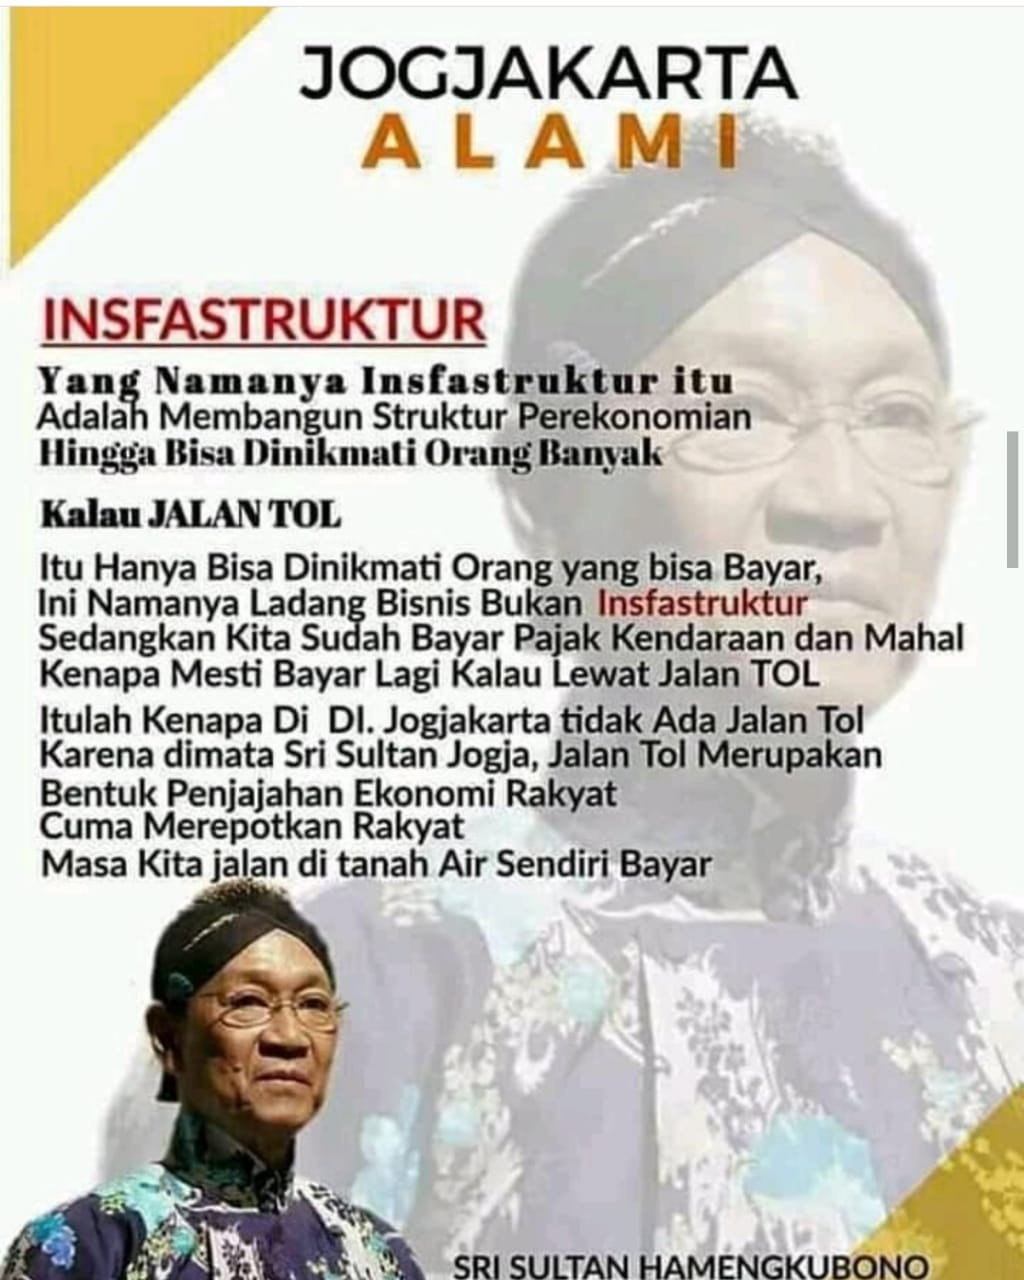 JOGJAKARTA
ALAMI
INSFASTRUKTUR
Yang Namanya Insfastruktur itu
Adalah Membangun Struktur Perekonomian
Hingga Bisa Dinikmati Orang Banyak
Kalau JALAN TOL
Itu Hanya Bisa Dinikmati Orang yang bisa Bayar,
Ini Namanya Ladang Bisnis Bukan Insfastruktur
Sedangkan Kita Sudah Bayar Pajak Kendaraan dan Mahal
Kenapa Mesti Bayar Lagi Kalau Lewat Jalan TOL
Itulah Kenapa Di DI. Jogjakarta tidak Ada Jalan Tol
Karena dimata Sri Sultan Jogja, Jalan Tol Merupakan
Bentuk Penjajahan Ekonomi Rakyat
Cuma Merepotkan Rakyat
Masa Kita jalan di tanah Air Sendiri Bayar
SRI SULTAN HAMENGKUBONO